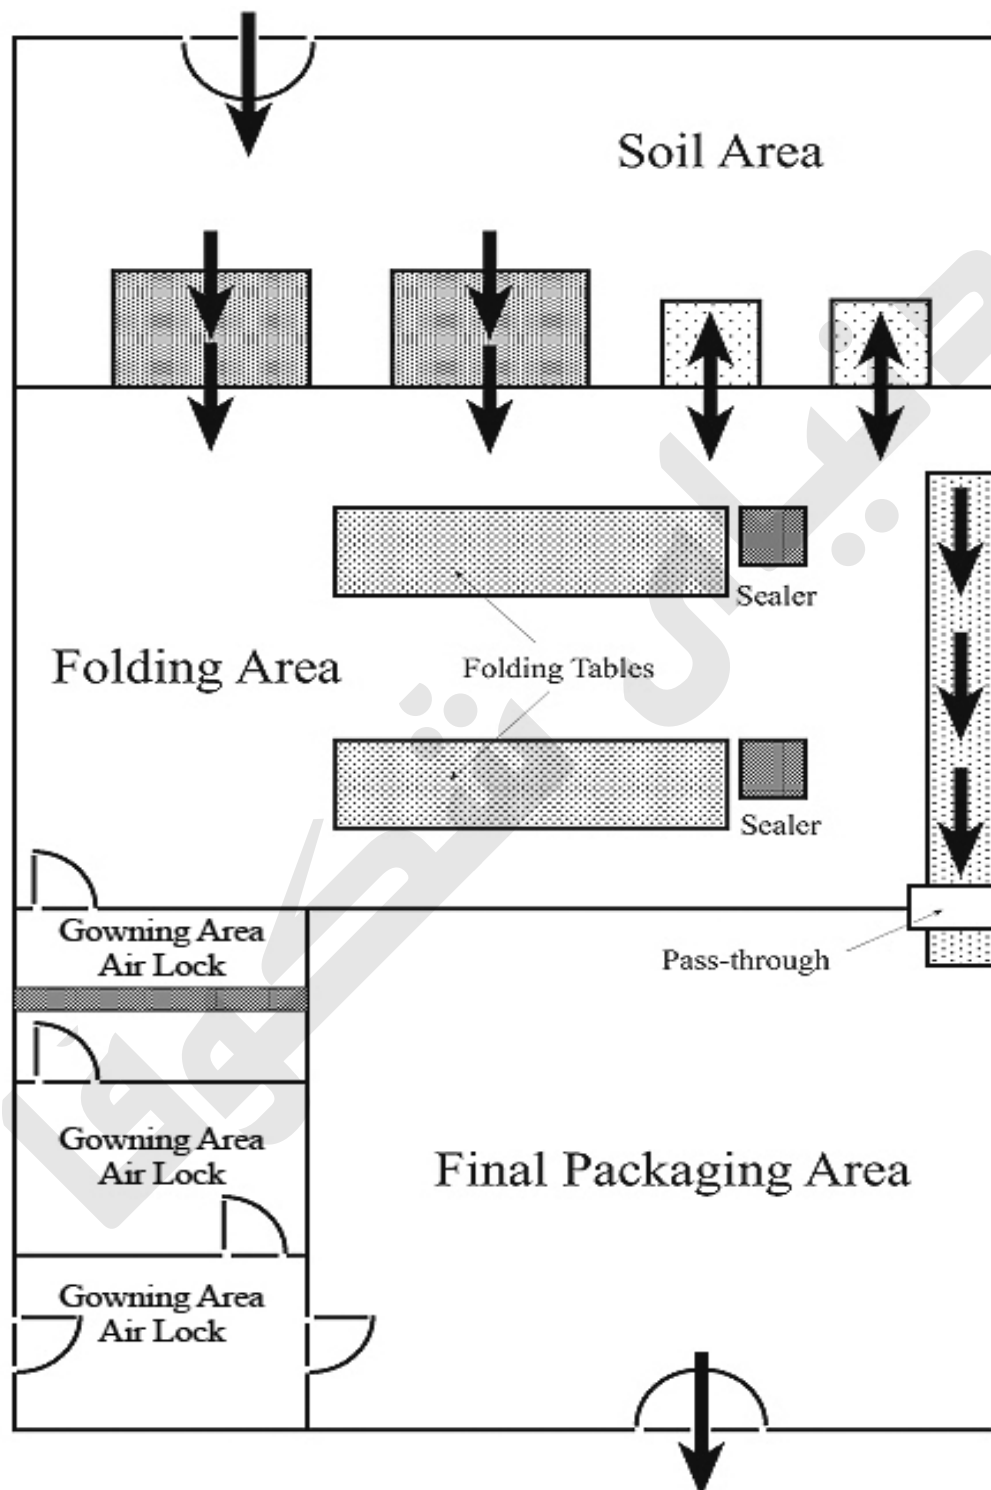 Soil Area
Sealer
Folding Area
Folding Tables
Sealer
Gowning Area
Air Lock
Pass-through
Gowning Area
Air Lock
Final Packaging Area
Gowning Area
Air Lock